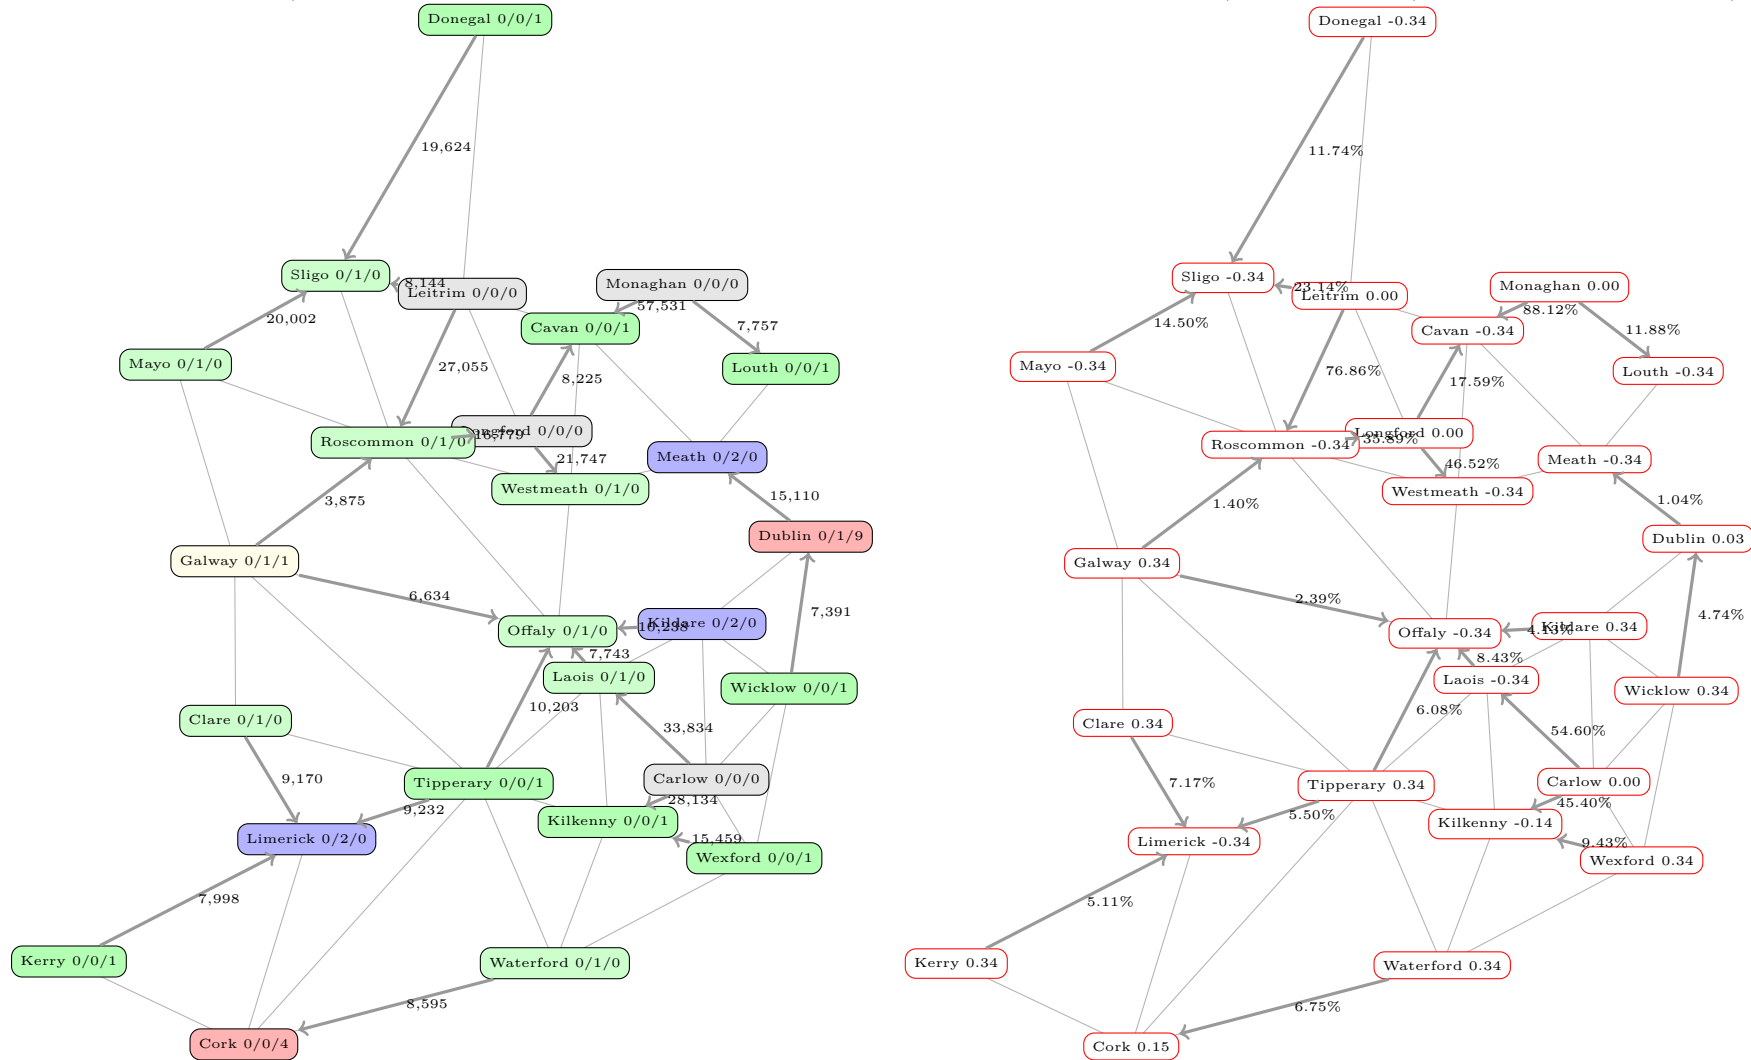 Donegal 0/0/1
19,624
Sligo 0/1/0
8,144
Leitrim 0/0/0
Monaghan 0/0/0
57,531
20,002
Cavan 0/0/1
7,757
Mayo 0/1/0
27,055
8,225
Louth 0/0/1
Roscommon 0/1/0
16,779
Longford 0/0/0
21,747
Meath 0/2/0
Westmeath 0/1/0
3,875
15,110
Dublin 0/1/9
Galway 0/1/1
6,634
Offaly 0/1/0
10,238
Kildare 0/2/0
7,391
7,743
Laois 0/1/0
Wicklow 0/0/1
10,203
33,834
Clare 0/1/0
9,170
Tipperary 0/0/1
Carlow 0/0/0
9,232
28,134
Kilkenny 0/0/1
Limerick 0/2/0
15,459
Wexford 0/0/1
7,998
Kerry 0/0/1
Waterford 0/1/0
8,595
Cork 0/0/4
Donegal -0.34
11.74%
Sligo -0.34
23.14%
Leitrim 0.00
Monaghan 0.00
88.12%
14.50%
Cavan -0.34
11.88%
Mayo -0.34
76.86%
17.59%
Louth -0.34
Roscommon -0.34
35.89%
Longford 0.00
46.52%
Meath -0.34
Westmeath -0.34
1.40%
1.04%
Dublin 0.03
Galway 0.34
2.39%
Offaly -0.34
4.13%
Kildare 0.34
4.74%
8.43%
Laois -0.34
Wicklow 0.34
6.08%
54.60%
Clare 0.34
7.17%
Tipperary 0.34
Carlow 0.00
5.50%
45.40%
Kilkenny -0.14
Limerick -0.34
9.43%
Wexford 0.34
5.11%
Kerry 0.34
Waterford 0.34
6.75%
Cork 0.15